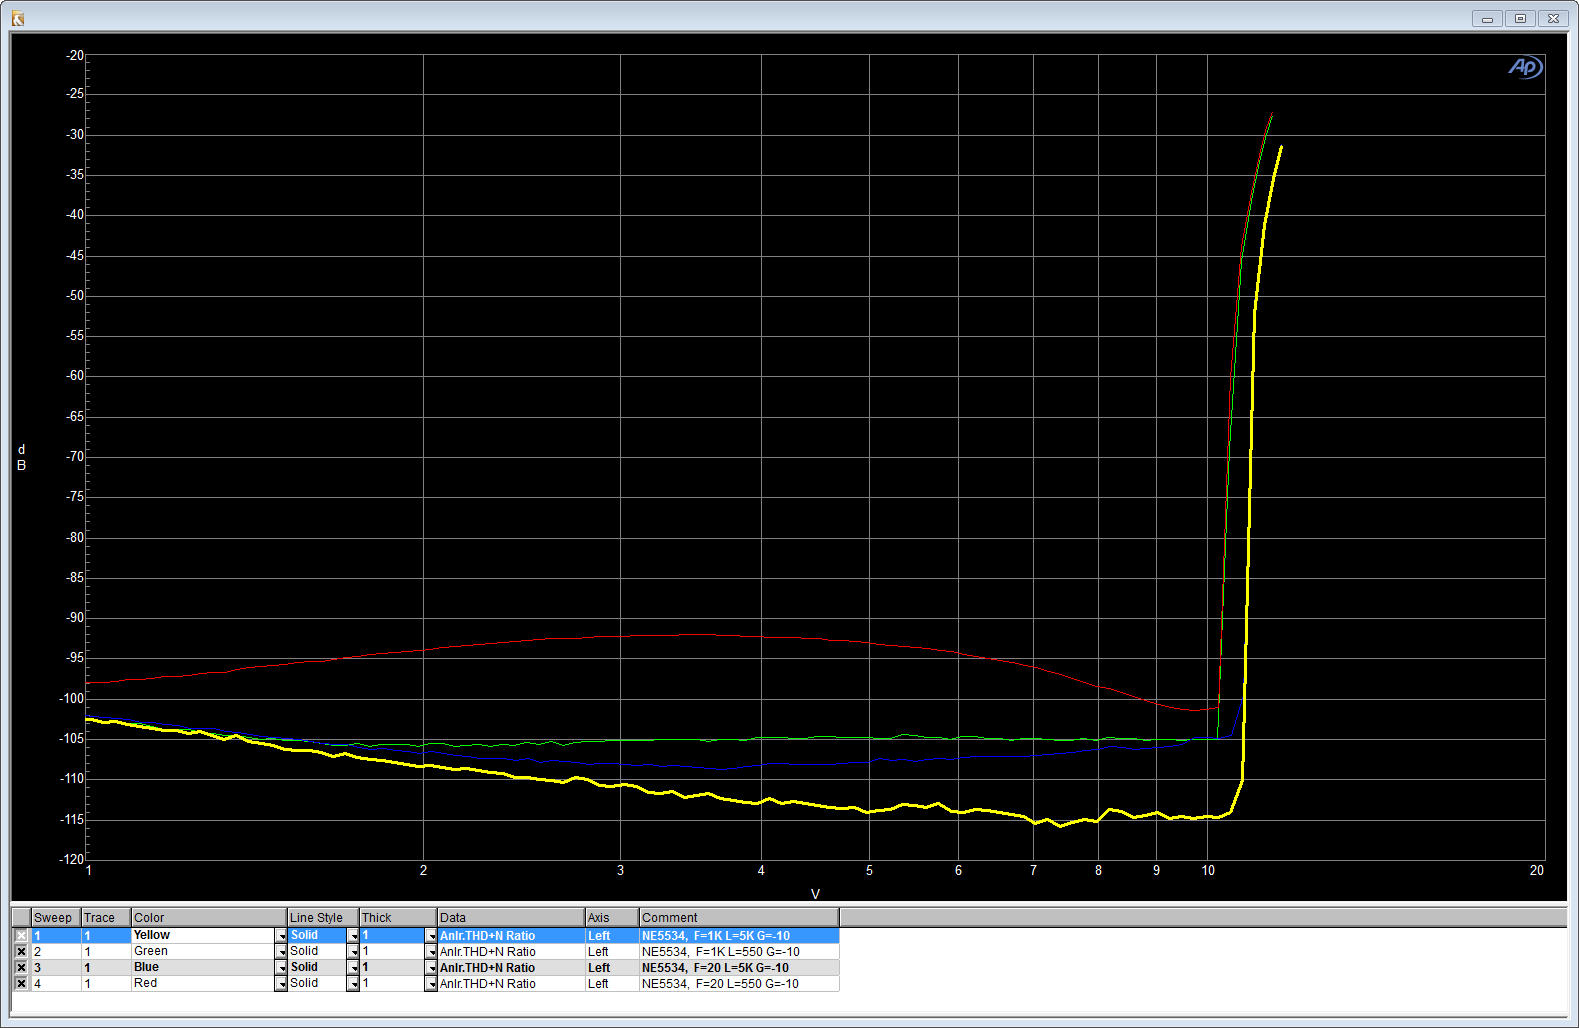 Ap
-20
-25
-30
-35
-40
-45
-50
-55
-60
-65
-70
-75
-80
-85
-90
-95
-100
-105
-110
-115
-120
d
B
1 2 3 4 5 6 7 8 9 10 20
V
Sweep Trace Color Line Style Thick Data Axis Comment
1 1 Yellow Solid 1 Anlr.THD+N Ratio Left NE5534, F=1K L=5K G=-10
2 1 Green Solid 1 Anlr.THD+N Ratio Left NE5534, F=1K L=550 G=-10
3 1 Blue Solid 1 Anlr.THD+N Ratio Left NE5534, F=20 L=5K G=-10
4 1 Red Solid 1 Anlr.THD+N Ratio Left NE5534, F=20 L=550 G=-10